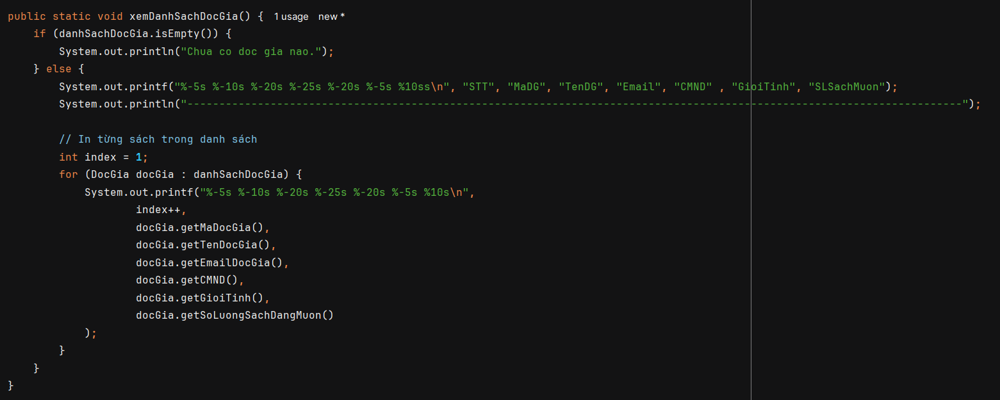 public static void xemDanhSachDocGia() { 1 usage new *
    if (danhSachDocGia.isEmpty()) {
        System.out.println("Chua co doc gia nao.");
    } else {
        System.out.printf("%-5s %-10s %-20s %-25s %-20s %-5s %10ss\n", "STT", "MaDG", "TenDG", "Email", "CMND" , "GioiTinh", "SLSachMuon");
        System.out.println("-------------------------------------------------------------------------------------------------------------------------");
        // In từng sách trong danh sách
        int index = 1;
        for (DocGia docGia : danhSachDocGia) {
            System.out.printf("%-5s %-10s %-20s %-25s %-20s %-5s %10s\n",
                    index++,
                    docGia.getMaDocGia(),
                    docGia.getTenDocGia(),
                    docGia.getEmailDocGia(),
                    docGia.getCMND(),
                    docGia.getGioiTinh(),
                    docGia.getSoLuongSachDangMuon()
            );
        }
    }
}